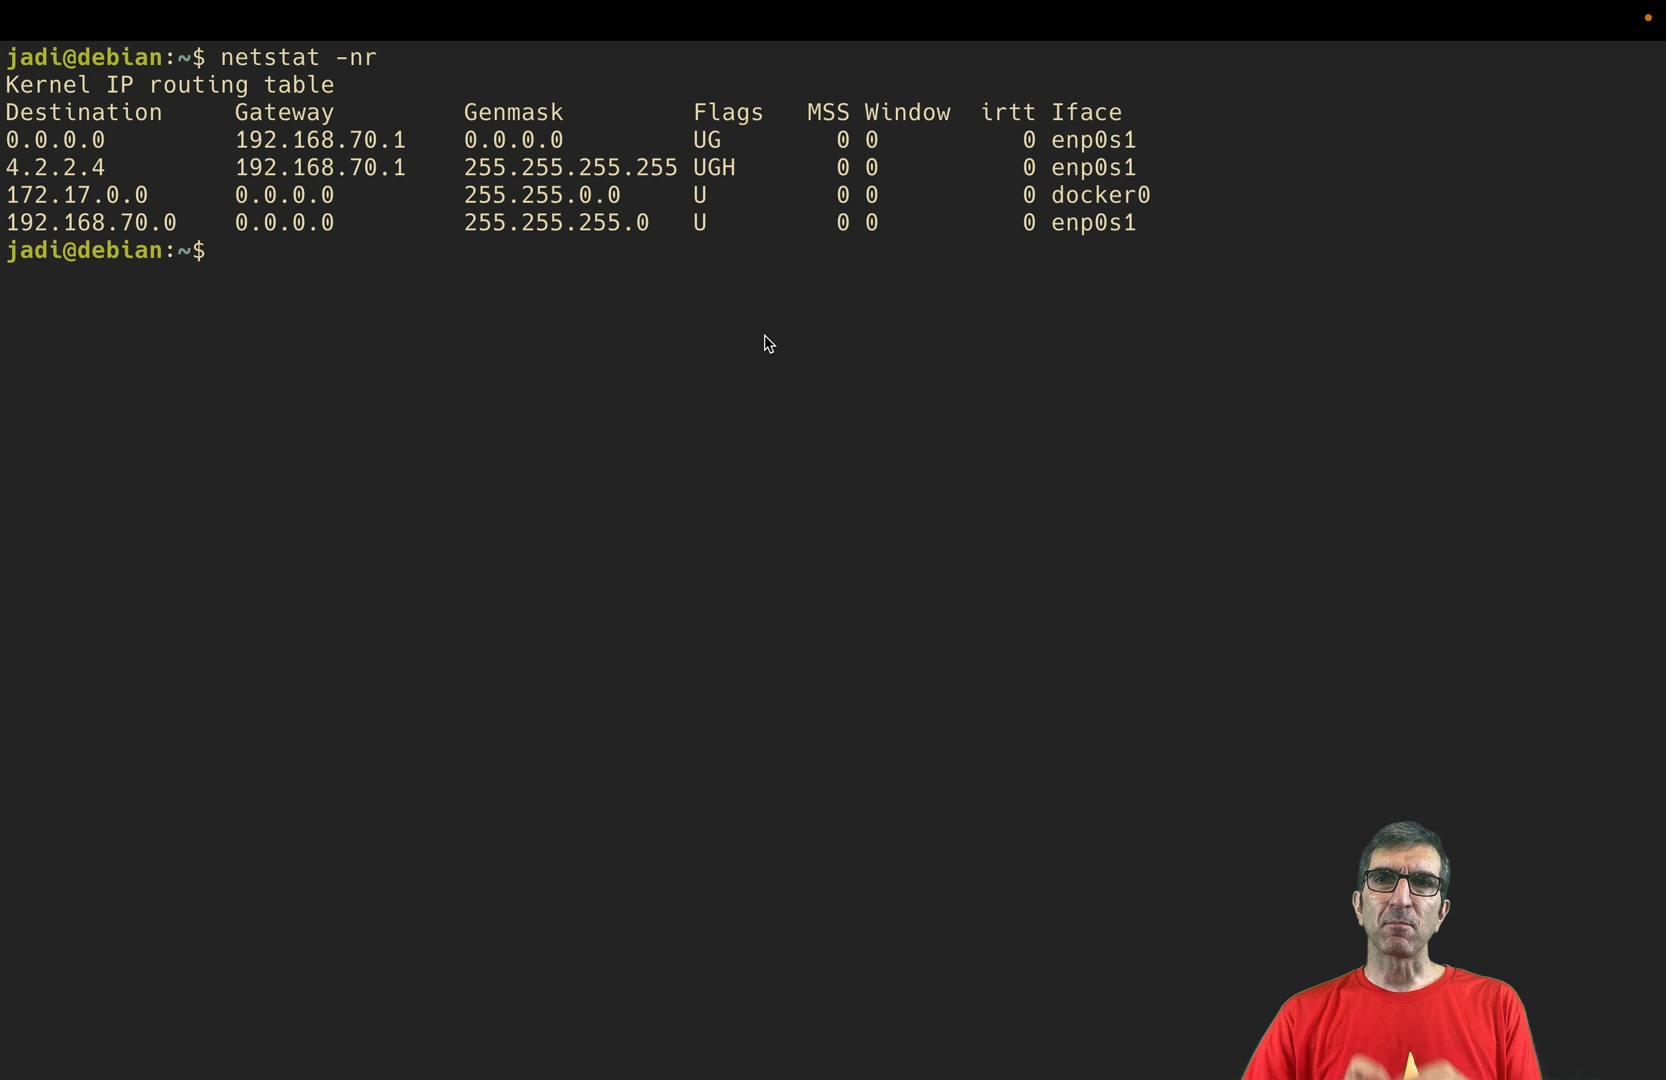 jadi@debian:~$ netstat -nr
Kernel IP routing table
Destination     Gateway         Genmask         Flags   MSS Window  irtt Iface
0.0.0.0         192.168.70.1    0.0.0.0         UG        0 0          0 enp0s1
4.2.2.4         192.168.70.1    255.255.255.255 UGH       0 0          0 enp0s1
172.17.0.0      0.0.0.0         255.255.0.0     U         0 0          0 docker0
192.168.70.0    0.0.0.0         255.255.255.0   U         0 0          0 enp0s1
jadi@debian:~$